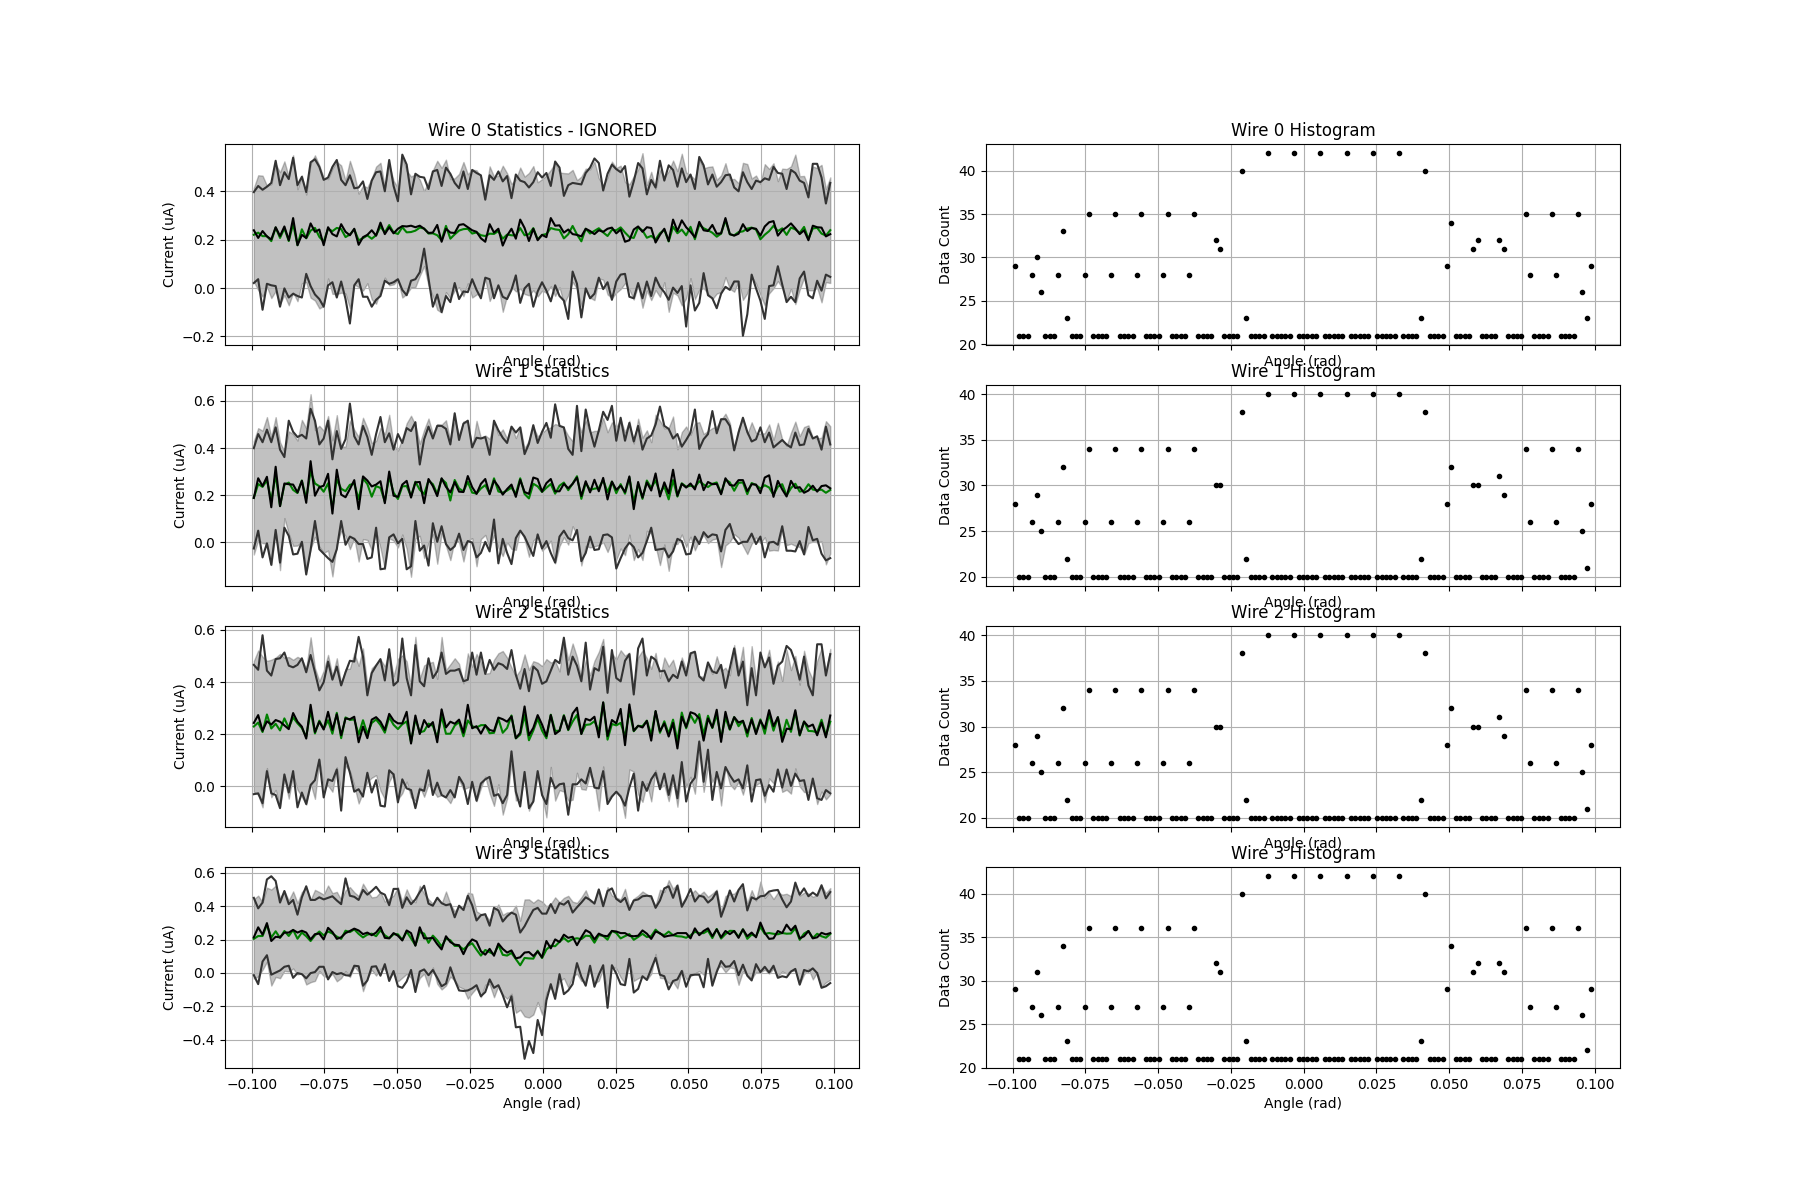 Wire 0 Statistics - IGNORED
Current (uA)
0.4
0.2
0.0
−0.2
Angle (rad)
Wire 0 Histogram
Data Count
40
35
30
25
20
Angle (rad)
Wire 1 Statistics
Current (uA)
0.6
0.4
0.2
0.0
Angle (rad)
Wire 1 Histogram
Data Count
40
35
30
25
20
Angle (rad)
Wire 2 Statistics
Current (uA)
0.6
0.4
0.2
0.0
Angle (rad)
Wire 2 Histogram
Data Count
40
35
30
25
20
Angle (rad)
Wire 3 Statistics
Current (uA)
0.6
0.4
0.2
0.0
−0.2
−0.4
−0.100 −0.075 −0.050 −0.025 0.000 0.025 0.050 0.075 0.100
Angle (rad)
Wire 3 Histogram
Data Count
40
35
30
25
20
−0.100 −0.075 −0.050 −0.025 0.000 0.025 0.050 0.075 0.100
Angle (rad)